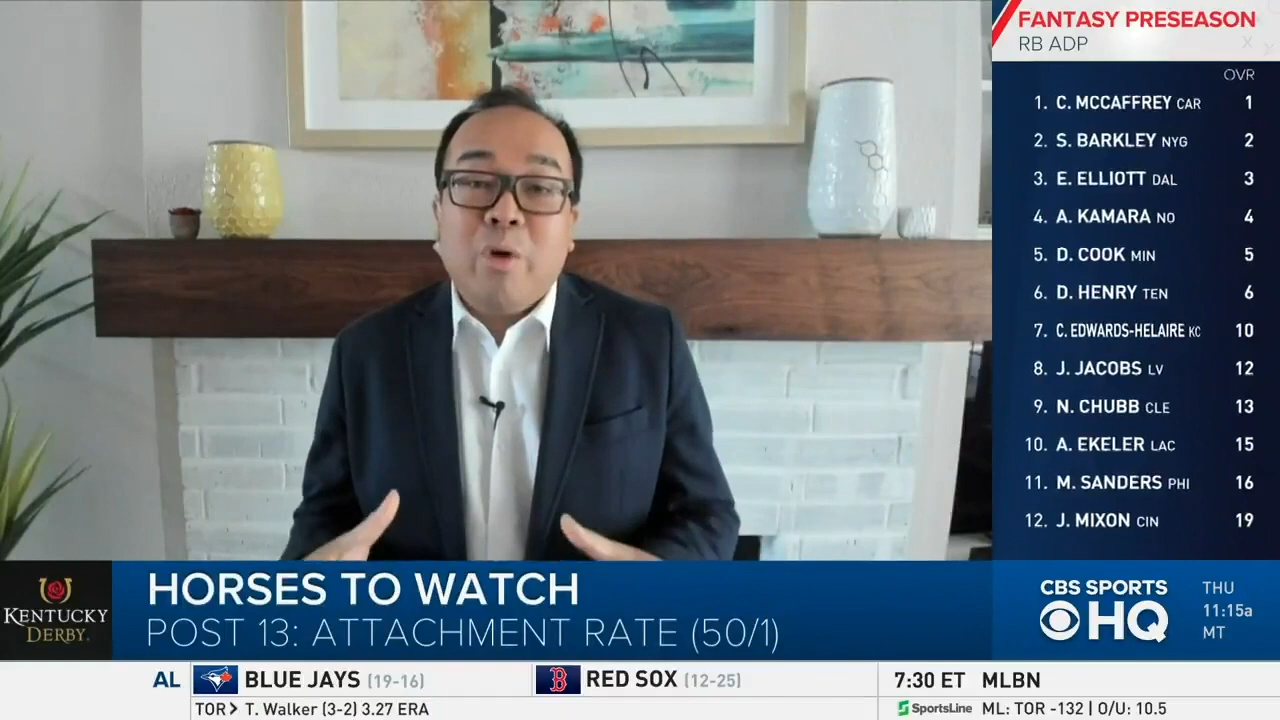 FANTASY PRESEASON
RB ADP
OVR
1. C. MCCAFFREY CAR 1
2. S. BARKLEY NYG 2
3. E. ELLIOTT DAL 3
4. A. KAMARA NO 4
5. D. COOK MIN 5
6. D. HENRY TEN 6
7. C. EDWARDS-HELAIRE KC 10
8. J. JACOBS LV 12
9. N. CHUBB CLE 13
10. A. EKELER LAC 15
11. M. SANDERS PHI 16
12. J. MIXON CIN 19
KENTUCKY
DERBY
HORSES TO WATCH
POST 13: ATTACHMENT RATE (50/1)
CBS SPORTS
HQ
THU
11:15a
MT
AL BLUE JAYS (19-16) RED SOX (12-25) 7:30 ET MLBN
TOR > T. Walker (3-2) 3.27 ERA SportsLine ML: TOR -132 | O/U: 10.5